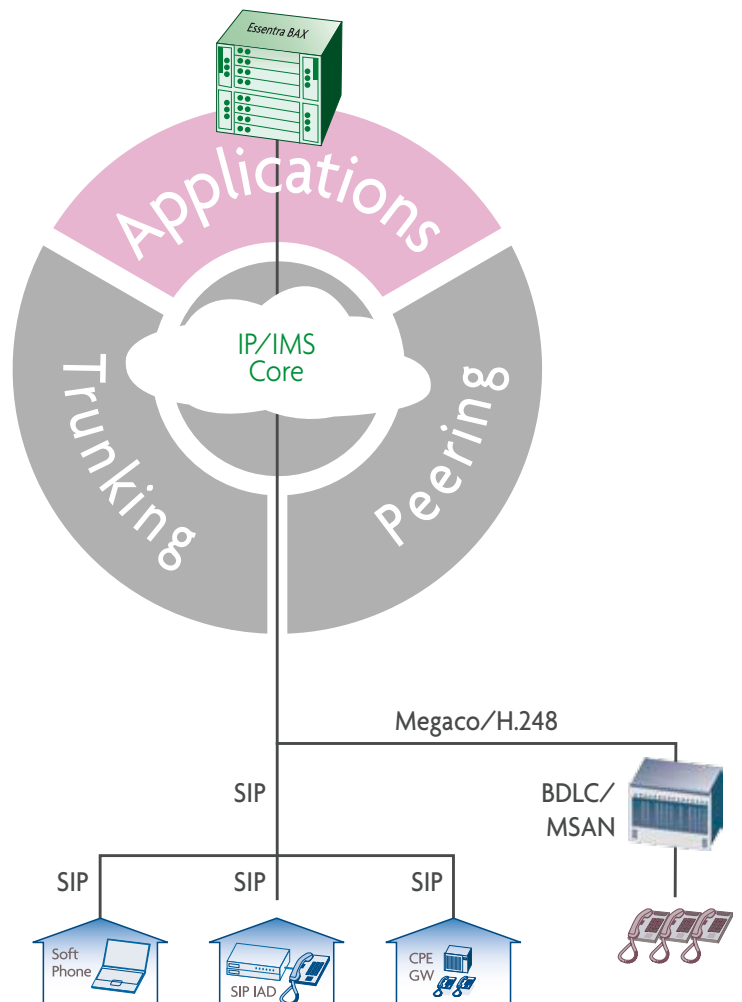 Essentra BAX
Applications
IP/IMS
Core
Trunking
Peering
Megaco/H.248
SIP
BDLC/
MSAN
SIP
SIP
SIP
Soft
Phone
SIP IAD
CPE
GW